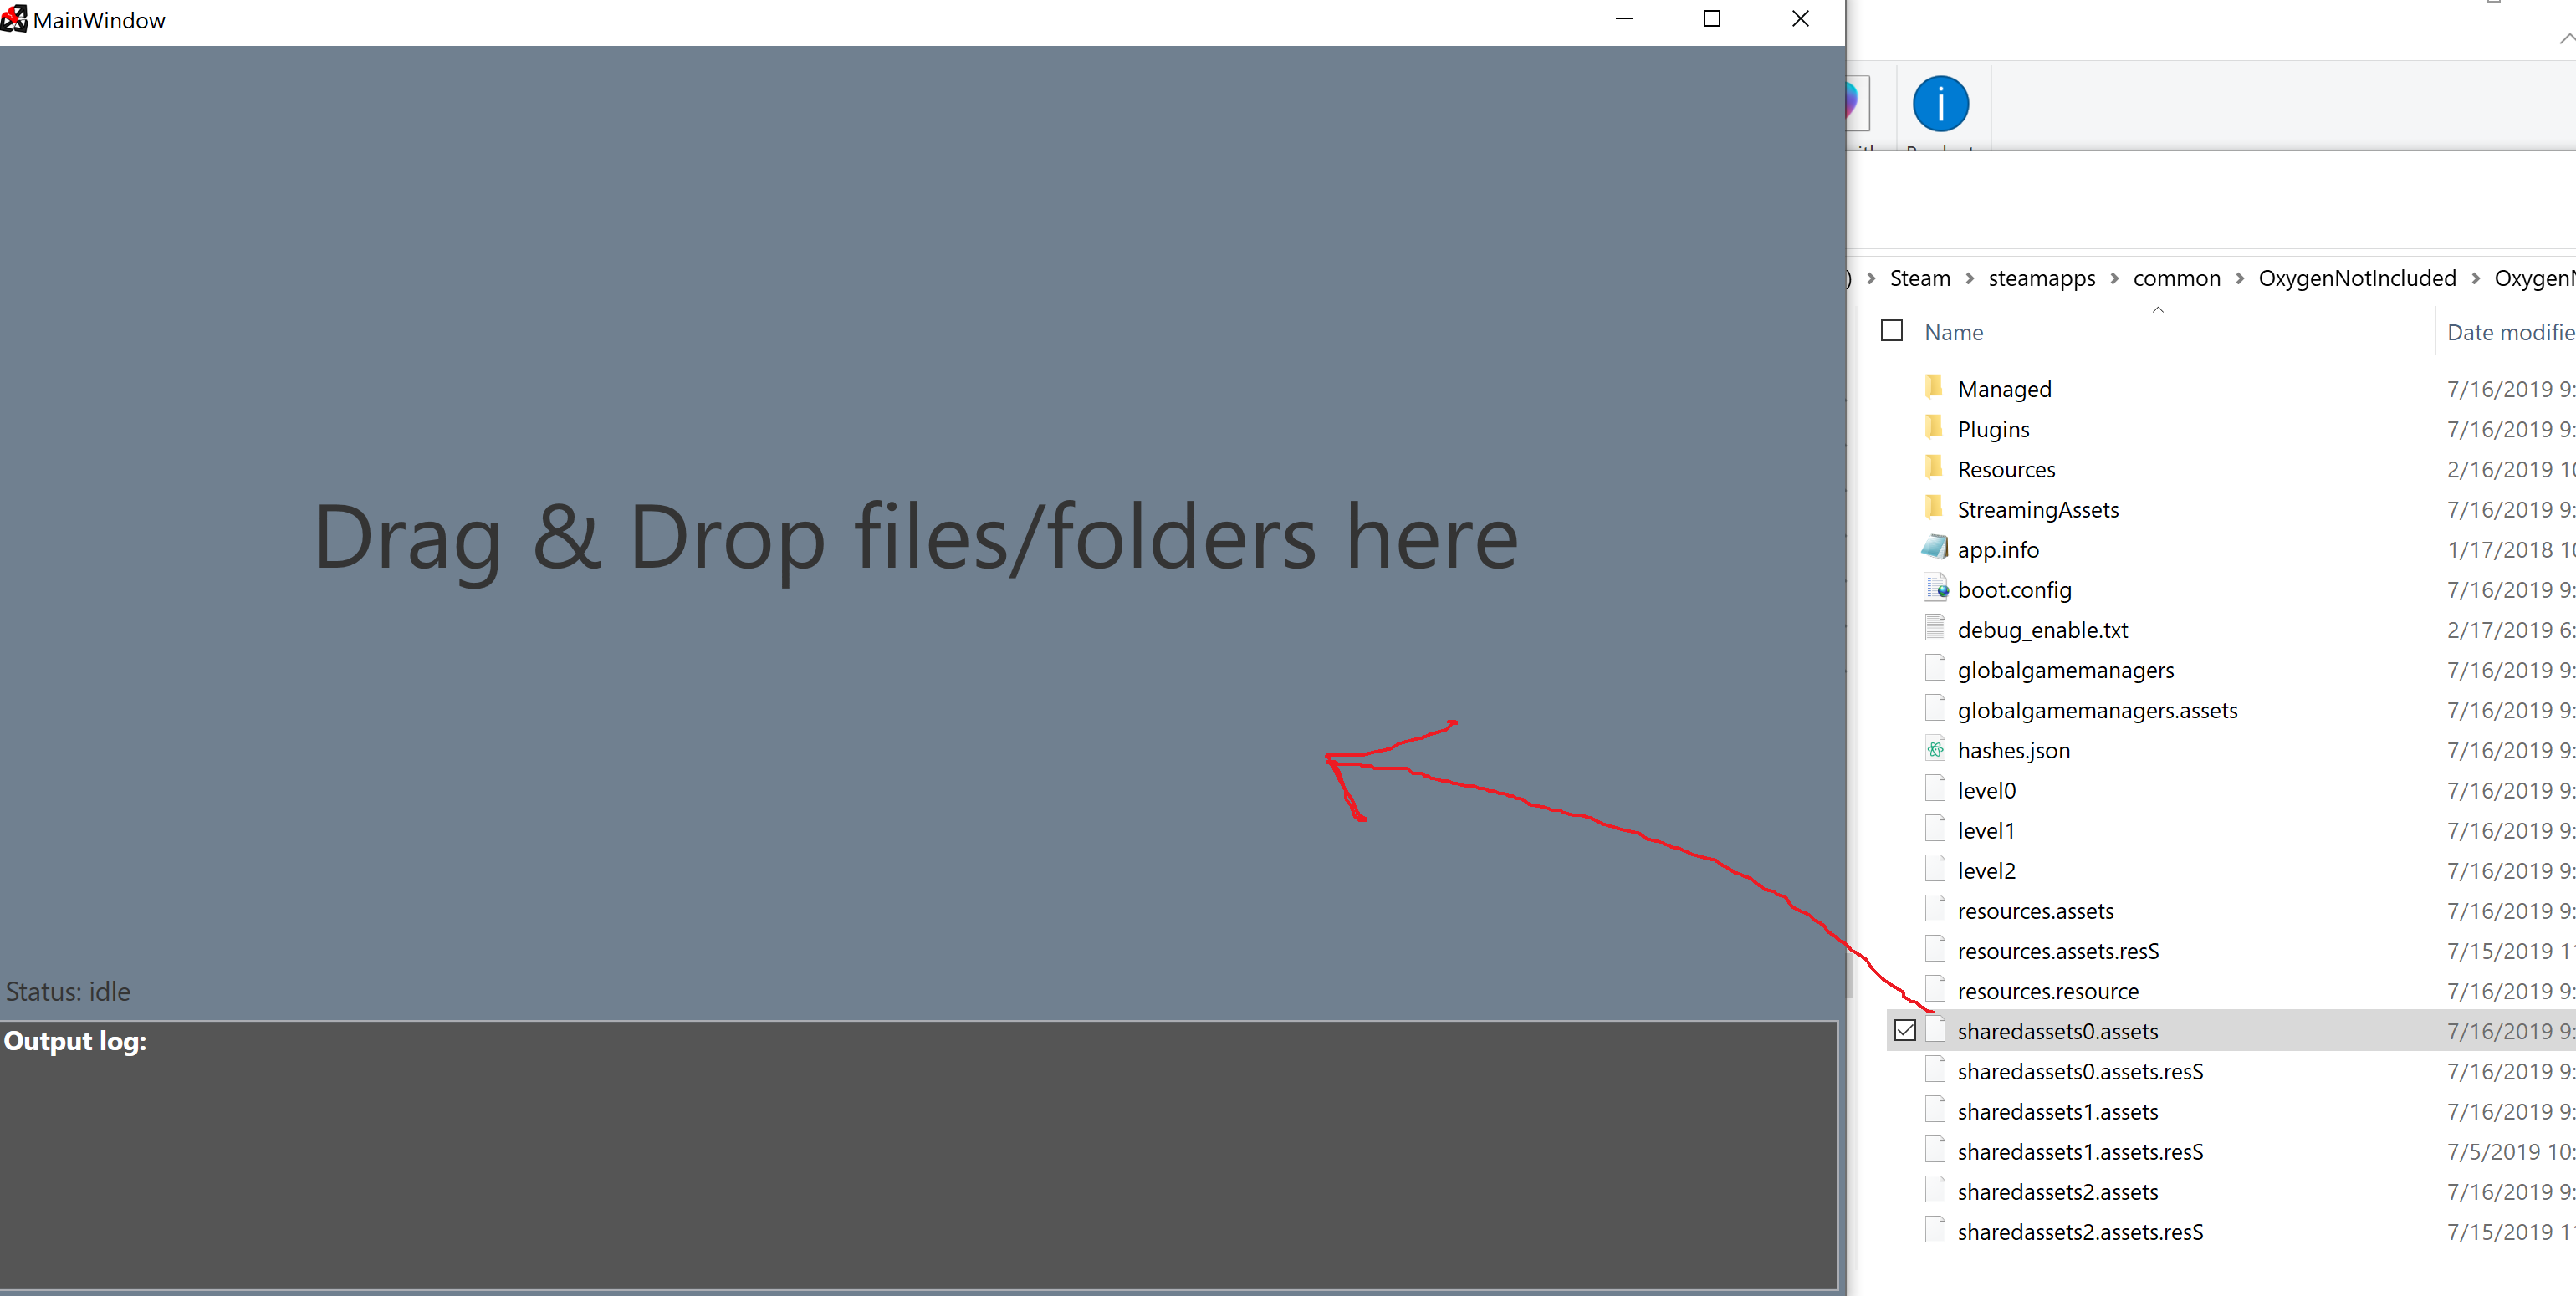 MainWindow
Drag & Drop files/folders here
Status: idle
Output log:
Steam steamapps common OxygenNotIncluded
Name Date modifie
Managed 7/16/2019 9:
Plugins 7/16/2019 9:
Resources 2/16/2019 10
StreamingAssets 7/16/2019 9:
app.info 1/17/2018 10
boot.config 7/16/2019 9:
debug_enable.txt 2/17/2019 6:
globalgamemanagers 7/16/2019 9:
globalgamemanagers.assets 7/16/2019 9:
hashes.json 7/16/2019 9:
level0 7/16/2019 9:
level1 7/16/2019 9:
level2 7/16/2019 9:
resources.assets 7/16/2019 9:
resources.assets.resS 7/15/2019 1
resources.resource 7/16/2019 9:
sharedassets0.assets 7/16/2019 9:
sharedassets0.assets.resS 7/16/2019 9:
sharedassets1.assets 7/16/2019 9:
sharedassets1.assets.resS 7/5/2019 10:
sharedassets2.assets 7/16/2019 9:
sharedassets2.assets.resS 7/15/2019 1